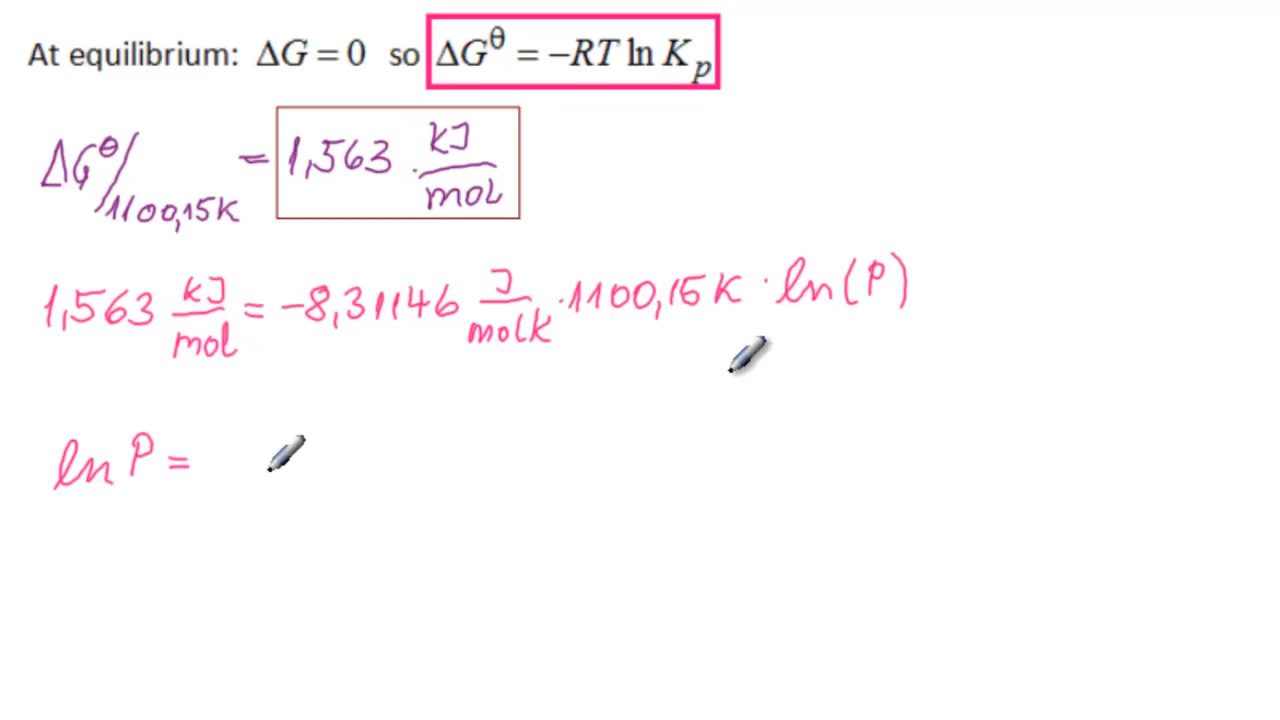 At equilibrium: ΔG = 0 so ΔG^θ = −RT ln K_p
ΔG^θ/1100,15K = 1,563 · kJ/mol
1,563 kJ/mol = −8,31146 J/molK · 1100,15K · ln(P)
ln P =